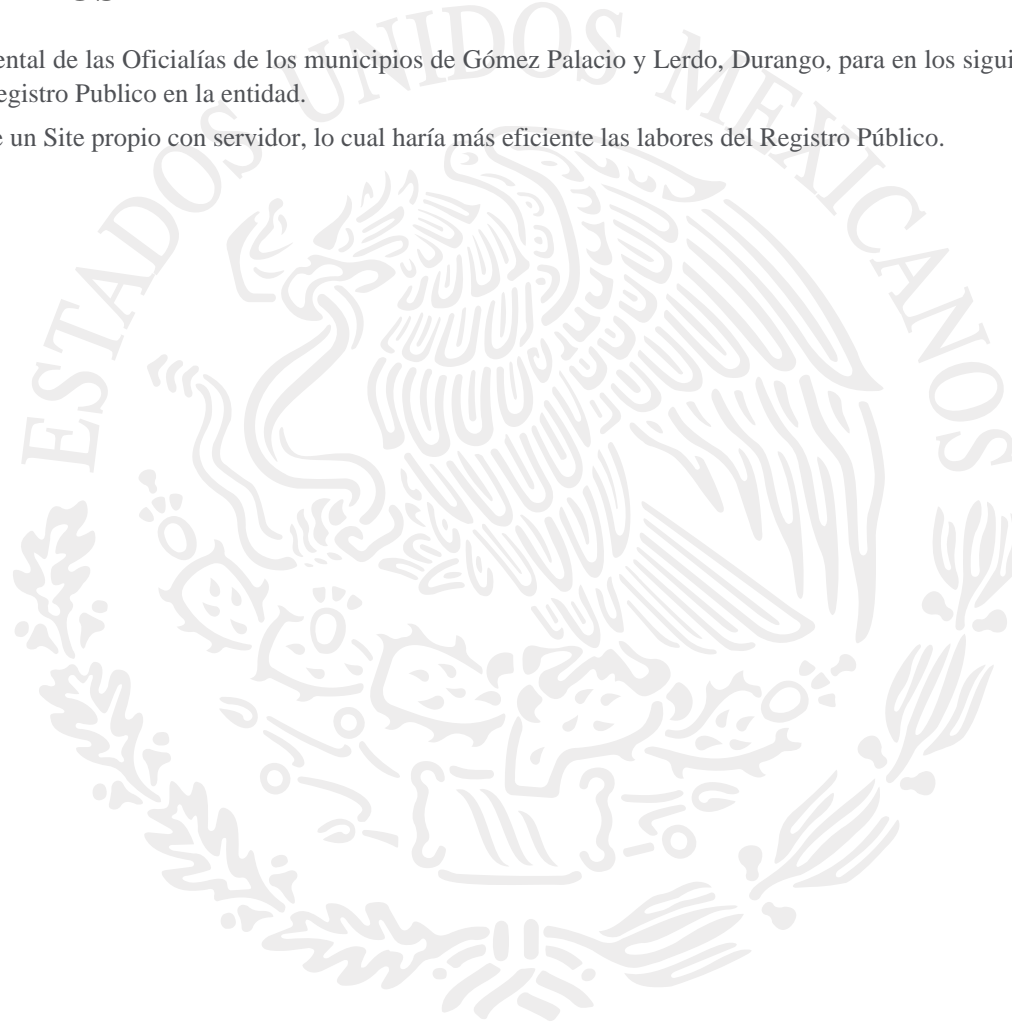 ental de las Oficialías de los municipios de Gómez Palacio y Lerdo, Durango, para en los sigui
egistro Publico en la entidad.
e un Site propio con servidor, lo cual haría más eficiente las labores del Registro Público.
ESTADOS UNIDOS MEXICANOS